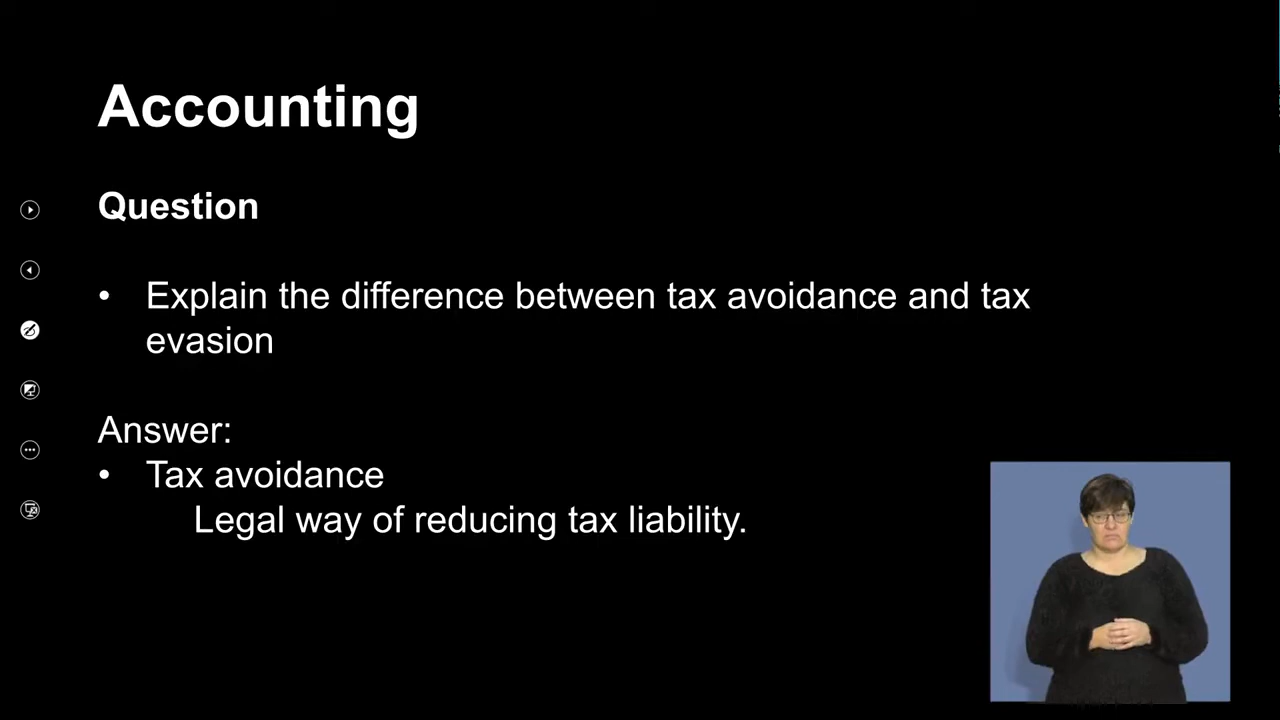 Accounting
Question
• Explain the difference between tax avoidance and tax
evasion
Answer:
• Tax avoidance
Legal way of reducing tax liability.